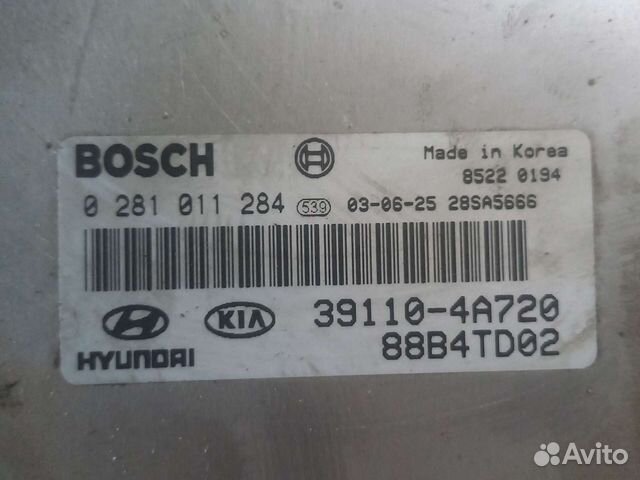 BOSCH
Made in Korea
8522 0194
0 281 011 284 539 03-06-25 28SA5666
HYUNDAI
KIA
39110-4A720
88B4TD02
Avito